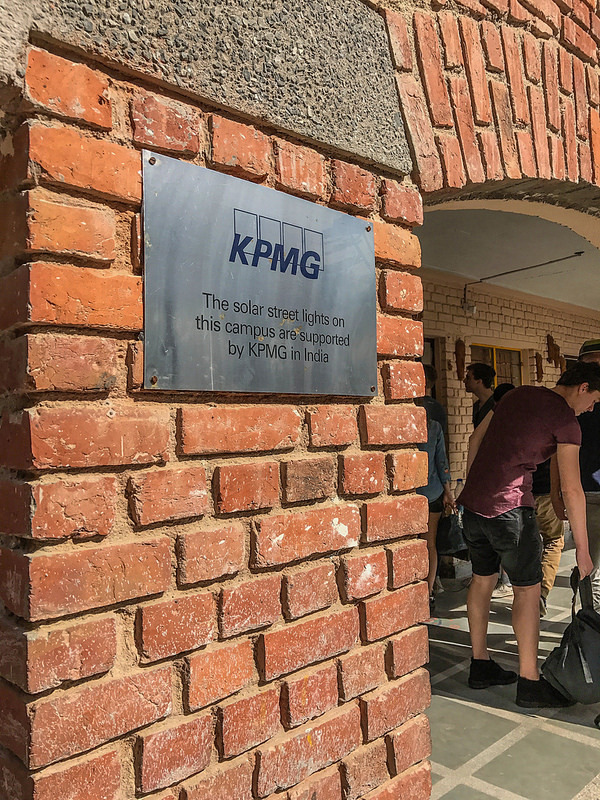 KPMG
The solar street lights on
this campus are supported
by KPMG in India